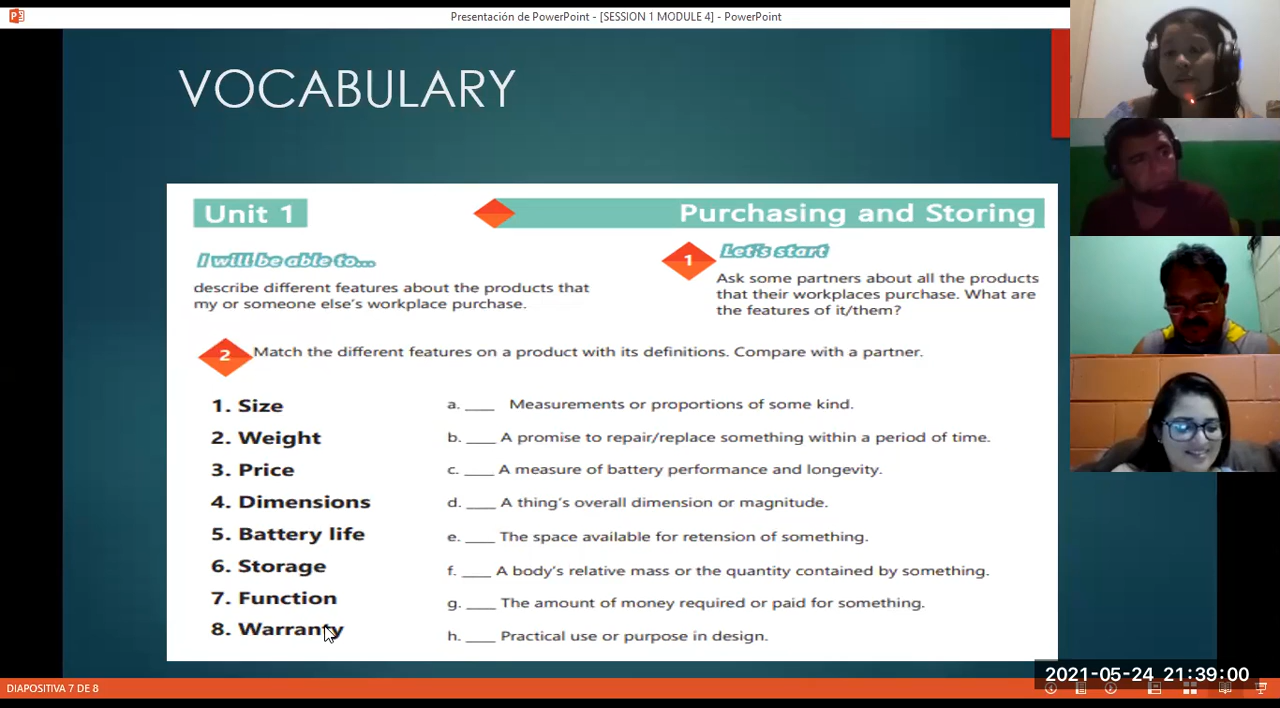 Presentación de PowerPoint - [SESSION 1 MODULE 4] - PowerPoint
VOCABULARY
Unit 1
Purchasing and Storing
I will be able to...
describe different features about the products that
my or someone else's workplace purchase.
1
Let's start
Ask some partners about all the products
that their workplaces purchase. What are
the features of it/them?
2 Match the different features on a product with its definitions. Compare with a partner.
1. Size
2. Weight
3. Price
4. Dimensions
5. Battery life
6. Storage
7. Function
8. Warranty
a. ____ Measurements or proportions of some kind.
b. ____ A promise to repair/replace something within a period of time.
c. ____ A measure of battery performance and longevity.
d. ____ A thing's overall dimension or magnitude.
e. ____ The space available for retension of something.
f. ____ A body's relative mass or the quantity contained by something.
g. ____ The amount of money required or paid for something.
h. ____ Practical use or purpose in design.
2021-05-24 21:39:00
DIAPOSITIVA 7 DE 8